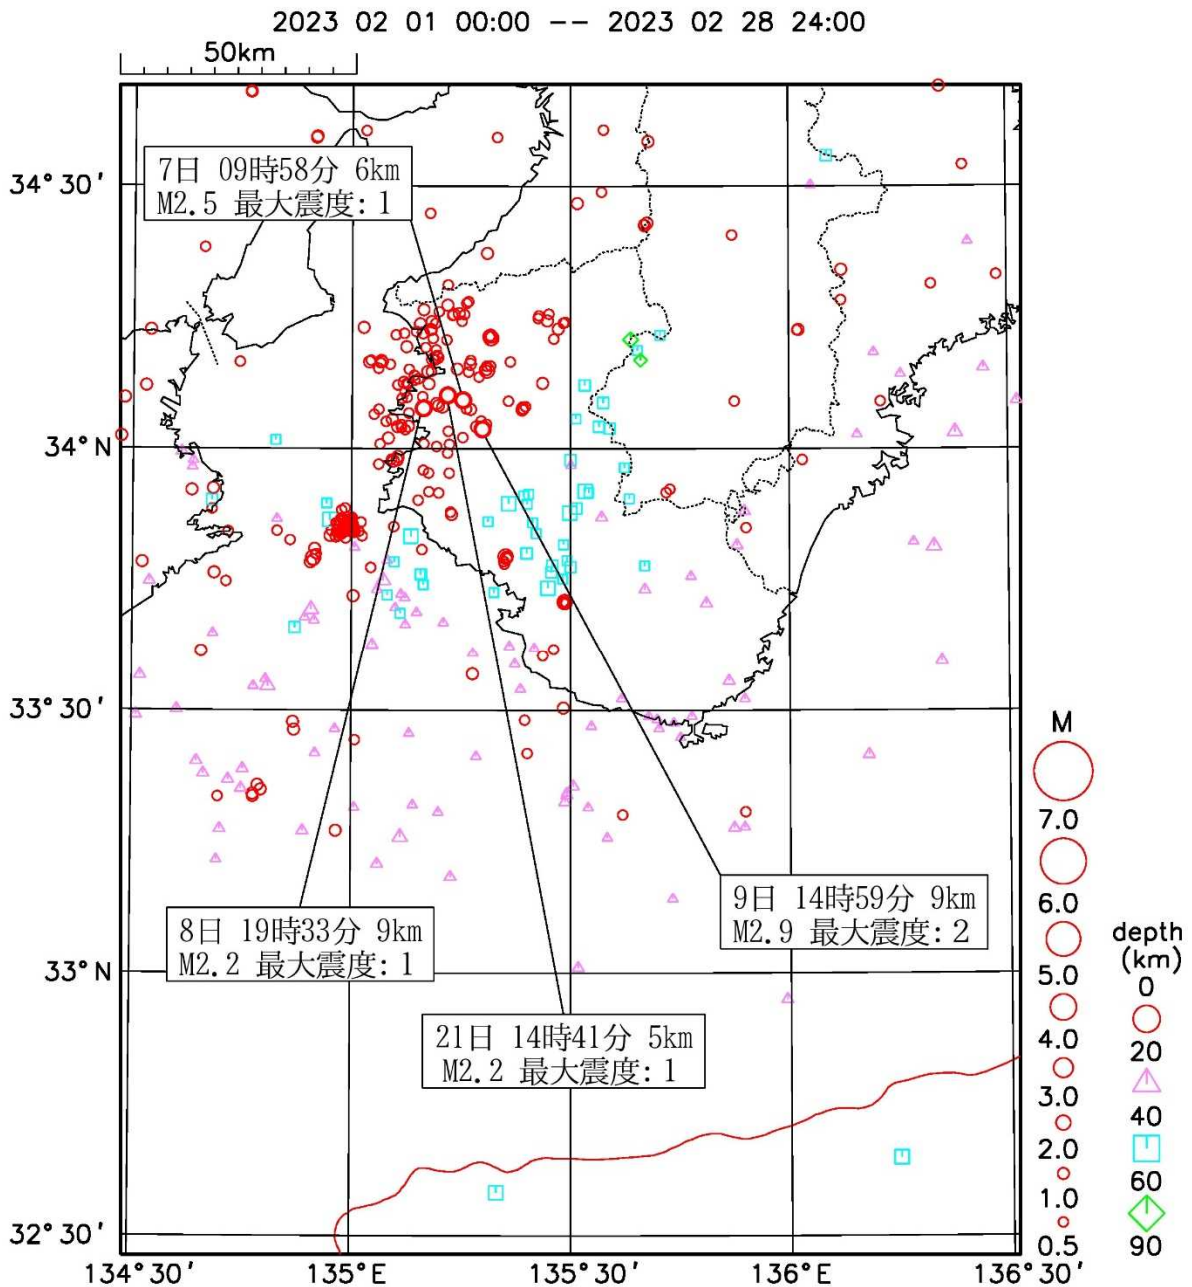 2023 02 01 00:00 -- 2023 02 28 24:00
50km
7日 09時58分 6km
M2.5 最大震度:1
34°30′
34°N
33°30′
33°N
32°30′
8日 19時33分 9km
M2.2 最大震度:1
9日 14時59分 9km
M2.9 最大震度:2
21日 14時41分 5km
M2.2 最大震度:1
134°30′
135°E
135°30′
136°E
136°30′
M
7.0
6.0
5.0
4.0
3.0
2.0
1.0
0.5
depth
(km)
0
20
40
60
90